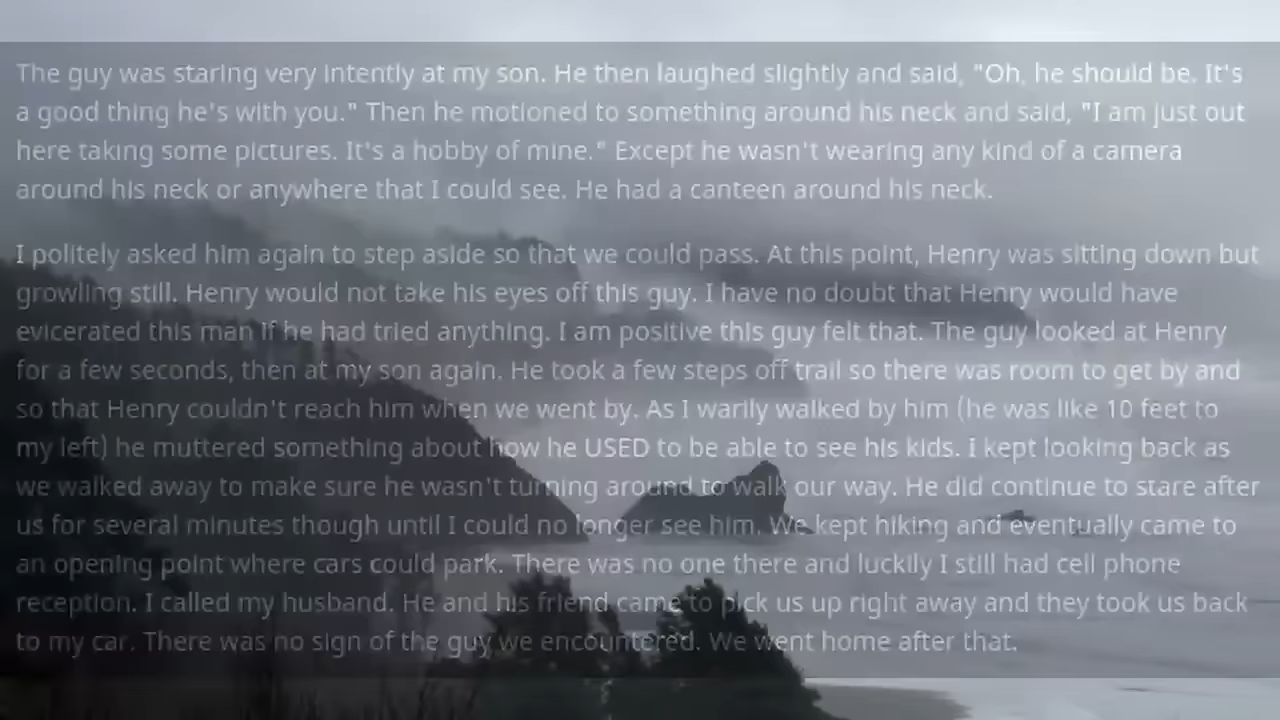 The guy was staring very intently at my son. He then laughed slightly and said, "Oh, he should be. It's
a good thing he's with you." Then he motioned to something around his neck and said, "I am just out
here taking some pictures. It's a hobby of mine." Except he wasn't wearing any kind of a camera
around his neck or anywhere that I could see. He had a canteen around his neck.
I politely asked him again to step aside so that we could pass. At this point, Henry was sitting down but
growling still. Henry would not take his eyes off this guy. I have no doubt that Henry would have
evicerated this man if he had tried anything. I am positive this guy felt that. The guy looked at Henry
for a few seconds, then at my son again. He took a few steps off trail so there was room to get by and
so that Henry couldn't reach him when we went by. As I warily walked by him (he was like 10 feet to
my left) he muttered something about how he USED to be able to see his kids. I kept looking back as
we walked away to make sure he wasn't turning around to walk our way. He did continue to stare after
us for several minutes though until I could no longer see him. We kept hiking and eventually came to
an opening point where cars could park. There was no one there and luckily I still had cell phone
reception. I called my husband. He and his friend came to pick us up right away and they took us back
to my car. There was no sign of the guy we encountered. We went home after that.